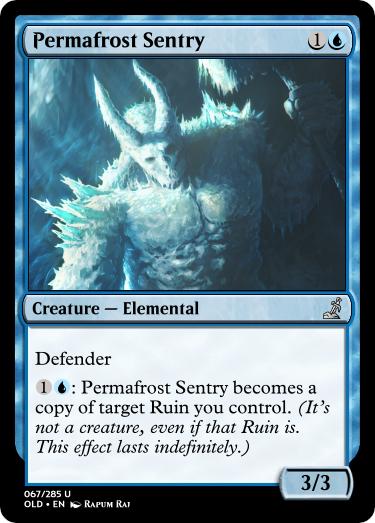 Permafrost Sentry 1
Creature — Elemental
Defender
1: Permafrost Sentry becomes a
copy of target Ruin you control. (It's
not a creature, even if that Ruin is.
This effect lasts indefinitely.)
3/3
067/285 U
OLD • EN Rapum Raj